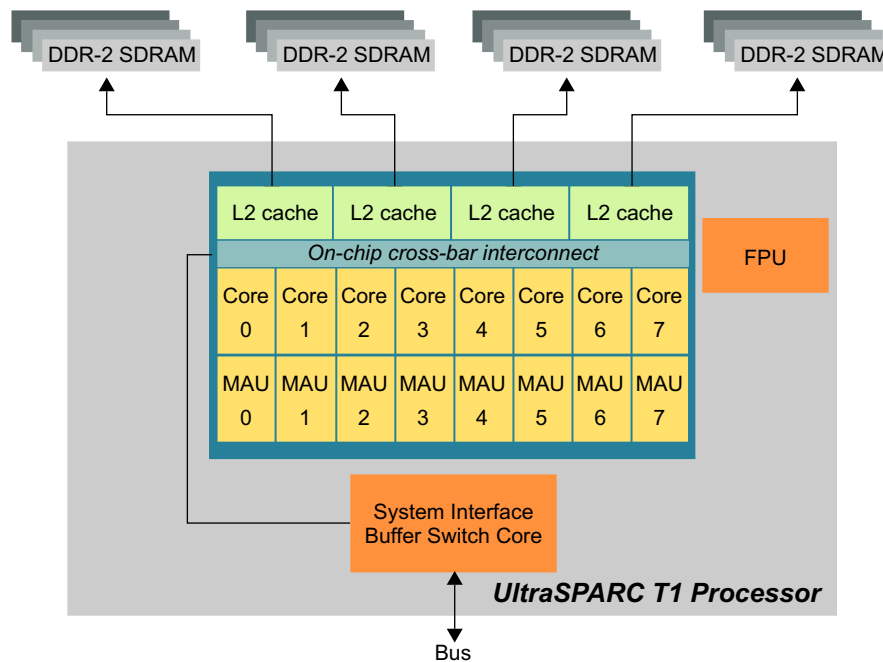 DDR-2 SDRAM DDR-2 SDRAM DDR-2 SDRAM DDR-2 SDRAM
L2 cache L2 cache L2 cache L2 cache
On-chip cross-bar interconnect
FPU
Core Core Core Core Core Core Core Core
0 1 2 3 4 5 6 7
MAU MAU MAU MAU MAU MAU MAU MAU
0 1 2 3 4 5 6 7
System Interface
Buffer Switch Core
UltraSPARC T1 Processor
Bus